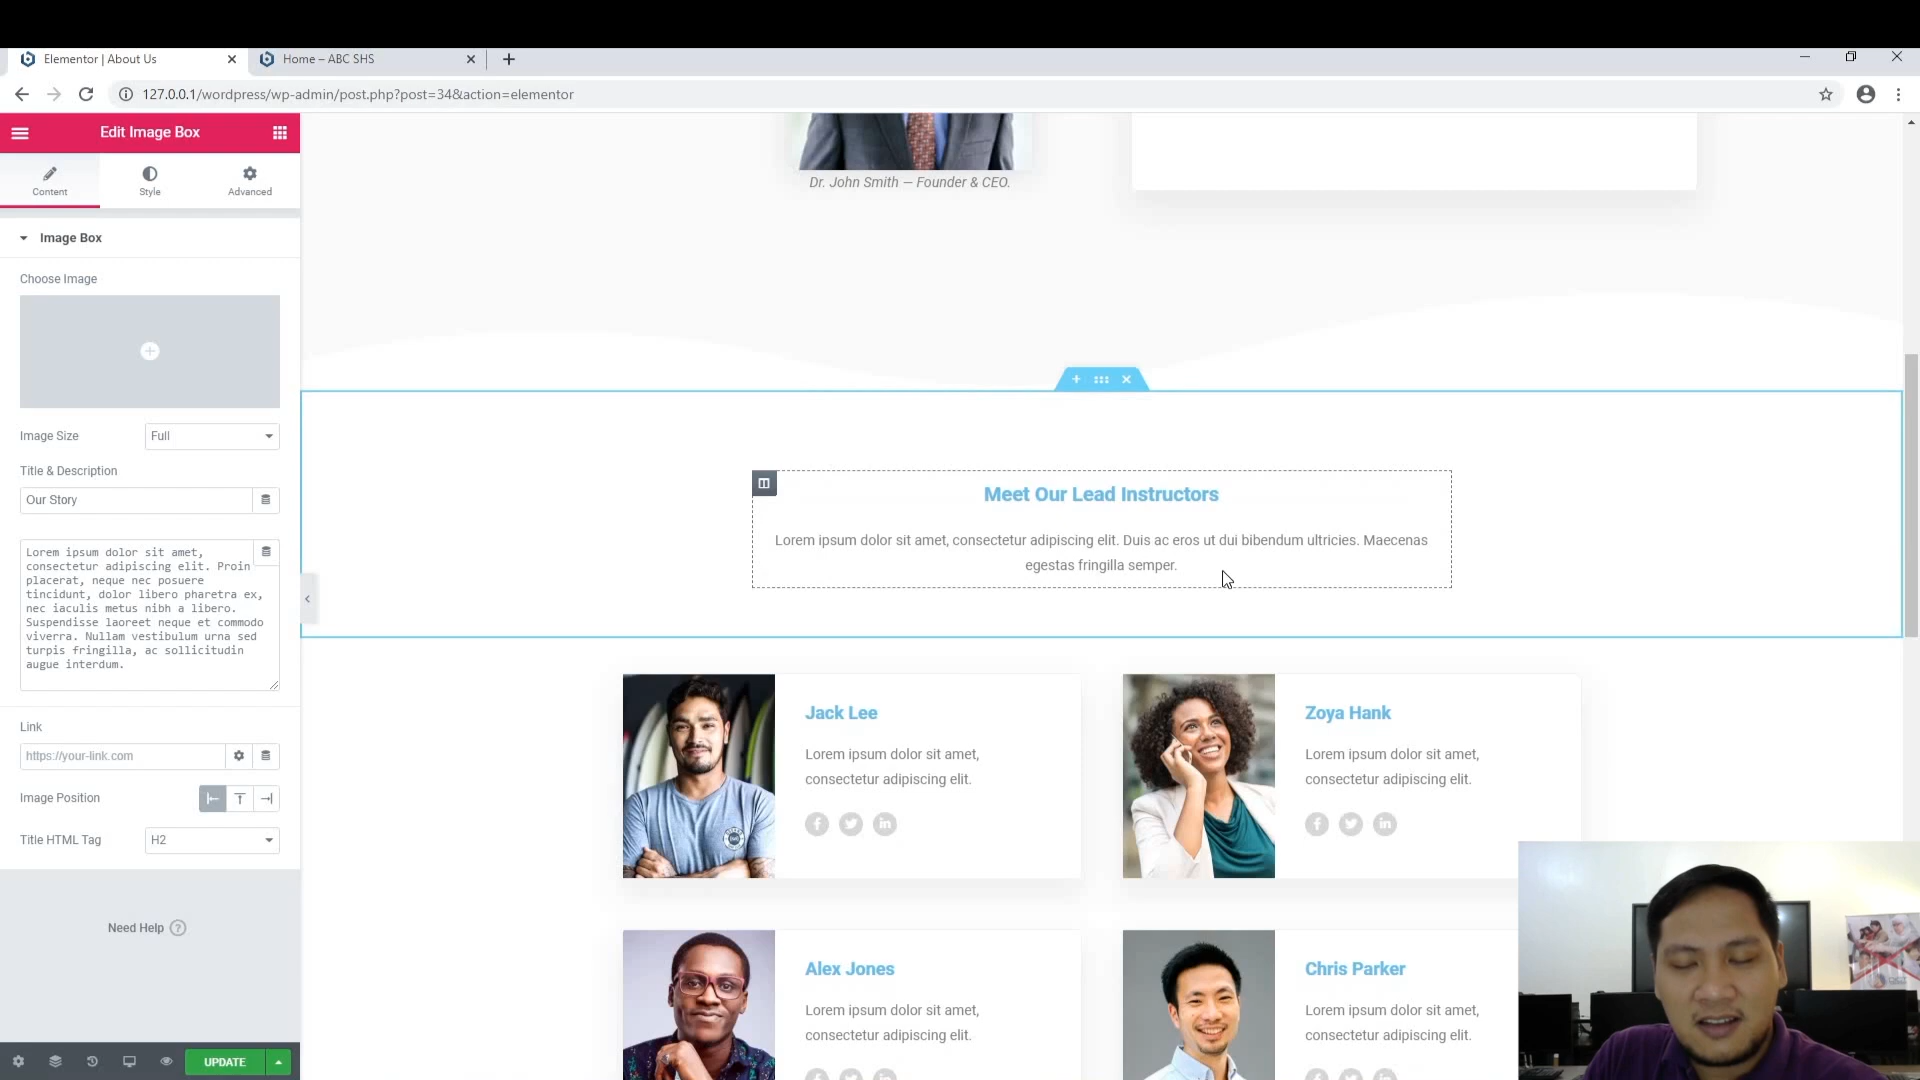 Elementor | About Us
Home – ABC SHS
127.0.0.1/wordpress/wp-admin/post.php?post=34&action=elementor
Edit Image Box
Content
Style
Advanced
Image Box
Choose Image
Image Size
Full
Title & Description
Our Story
Lorem ipsum dolor sit amet,
consectetur adipiscing elit. Proin
placerat, neque nec posuere
tincidunt, dolor libero pharetra ex,
nec iaculis metus nibh a libero.
Suspendisse laoreet neque et commodo
viverra. Nullam vestibulum urna sed
turpis fringilla, ac sollicitudin
augue interdum.
Link
https://your-link.com
Image Position
Title HTML Tag
H2
Need Help
UPDATE
Dr. John Smith — Founder & CEO.
Meet Our Lead Instructors
Lorem ipsum dolor sit amet, consectetur adipiscing elit. Duis ac eros ut dui bibendum ultricies. Maecenas
egestas fringilla semper.
Jack Lee
Lorem ipsum dolor sit amet,
consectetur adipiscing elit.
Zoya Hank
Lorem ipsum dolor sit amet,
consectetur adipiscing elit.
Alex Jones
Lorem ipsum dolor sit amet,
consectetur adipiscing elit.
Chris Parker
Lorem ipsum dolor sit amet,
consectetur adipiscing elit.